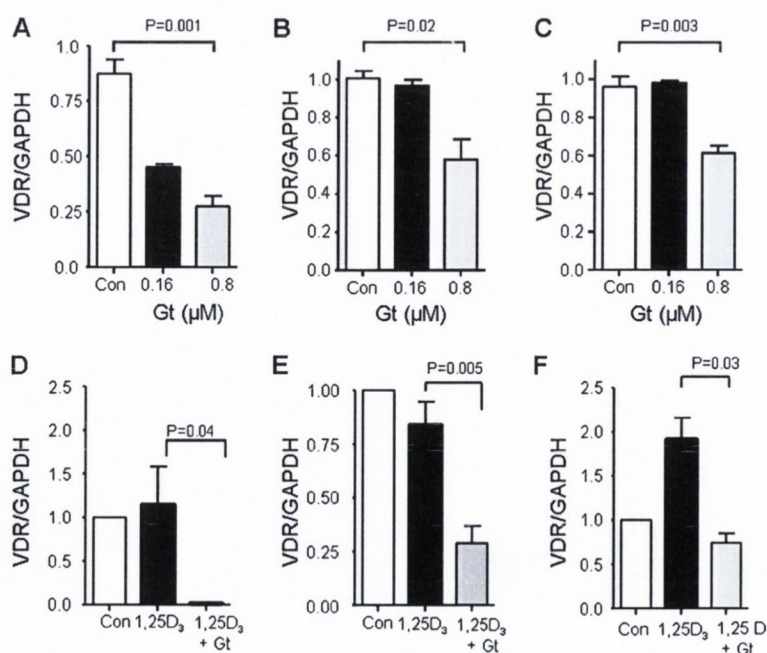 A
P=0.001
VDR/GAPDH
1.0
0.75
0.50
0.25
0.0
Con 0.16 0.8
Gt (µM)
B
P=0.02
VDR/GAPDH
1.0
0.8
0.6
0.4
0.2
0.0
Con 0.16 0.8
Gt (µM)
C
P=0.003
VDR/GAPDH
1.0
0.8
0.6
0.4
0.2
0.0
Con 0.16 0.8
Gt (µM)
D
P=0.04
VDR/GAPDH
2.5
2.0
1.5
1.0
0.5
0.0
Con 1,25D₃ 1,25D₃
+ Gt
E
P=0.005
VDR/GAPDH
1.00
0.75
0.50
0.25
0.00
Con 1,25D₃ 1,25D₃
+ Gt
F
P=0.03
VDR/GAPDH
2.5
2.0
1.5
1.0
0.5
0.0
Con 1,25D₃ 1,25 D
+ Gt